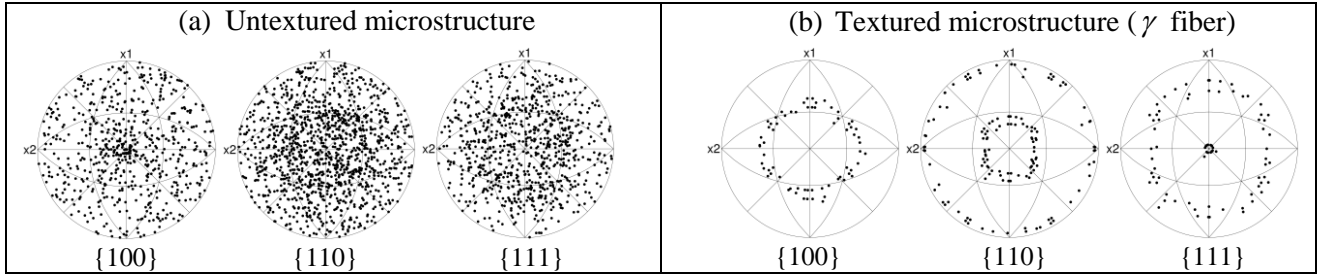 (a) Untextured microstructure
x1 x1 x1
x2 x2 x2
{100} {110} {111}
(b) Textured microstructure (γ fiber)
x1 x1 x1
x2 x2 x2
{100} {110} {111}